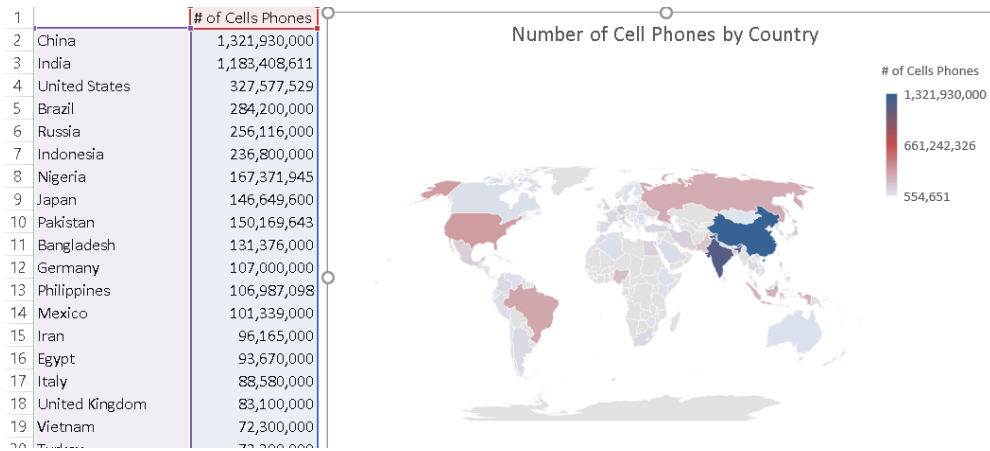 1 # of Cells Phones
2 China 1,321,930,000
3 India 1,183,408,611
4 United States 327,577,529
5 Brazil 284,200,000
6 Russia 256,116,000
7 Indonesia 236,800,000
8 Nigeria 167,371,945
9 Japan 146,649,600
10 Pakistan 150,169,643
11 Bangladesh 131,376,000
12 Germany 107,000,000
13 Philippines 106,987,098
14 Mexico 101,339,000
15 Iran 96,165,000
16 Egypt 93,670,000
17 Italy 88,580,000
18 United Kingdom 83,100,000
19 Vietnam 72,300,000
Number of Cell Phones by Country
# of Cells Phones
1,321,930,000
661,242,326
554,651